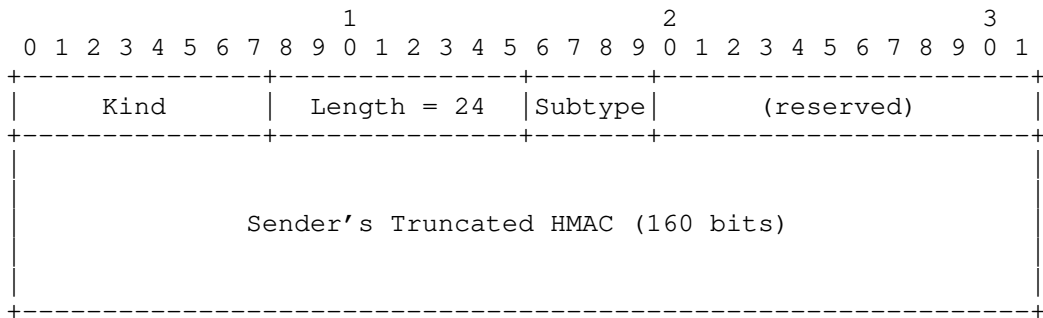 1                   2                   3
 0 1 2 3 4 5 6 7 8 9 0 1 2 3 4 5 6 7 8 9 0 1 2 3 4 5 6 7 8 9 0 1
+---------------+---------------+-------+-----------------------+
|     Kind      |  Length = 24  |Subtype|      (reserved)       |
+---------------+---------------+-------+-----------------------+
|                                                               |
|                                                               |
|              Sender's Truncated HMAC (160 bits)               |
|                                                               |
|                                                               |
+---------------------------------------------------------------+